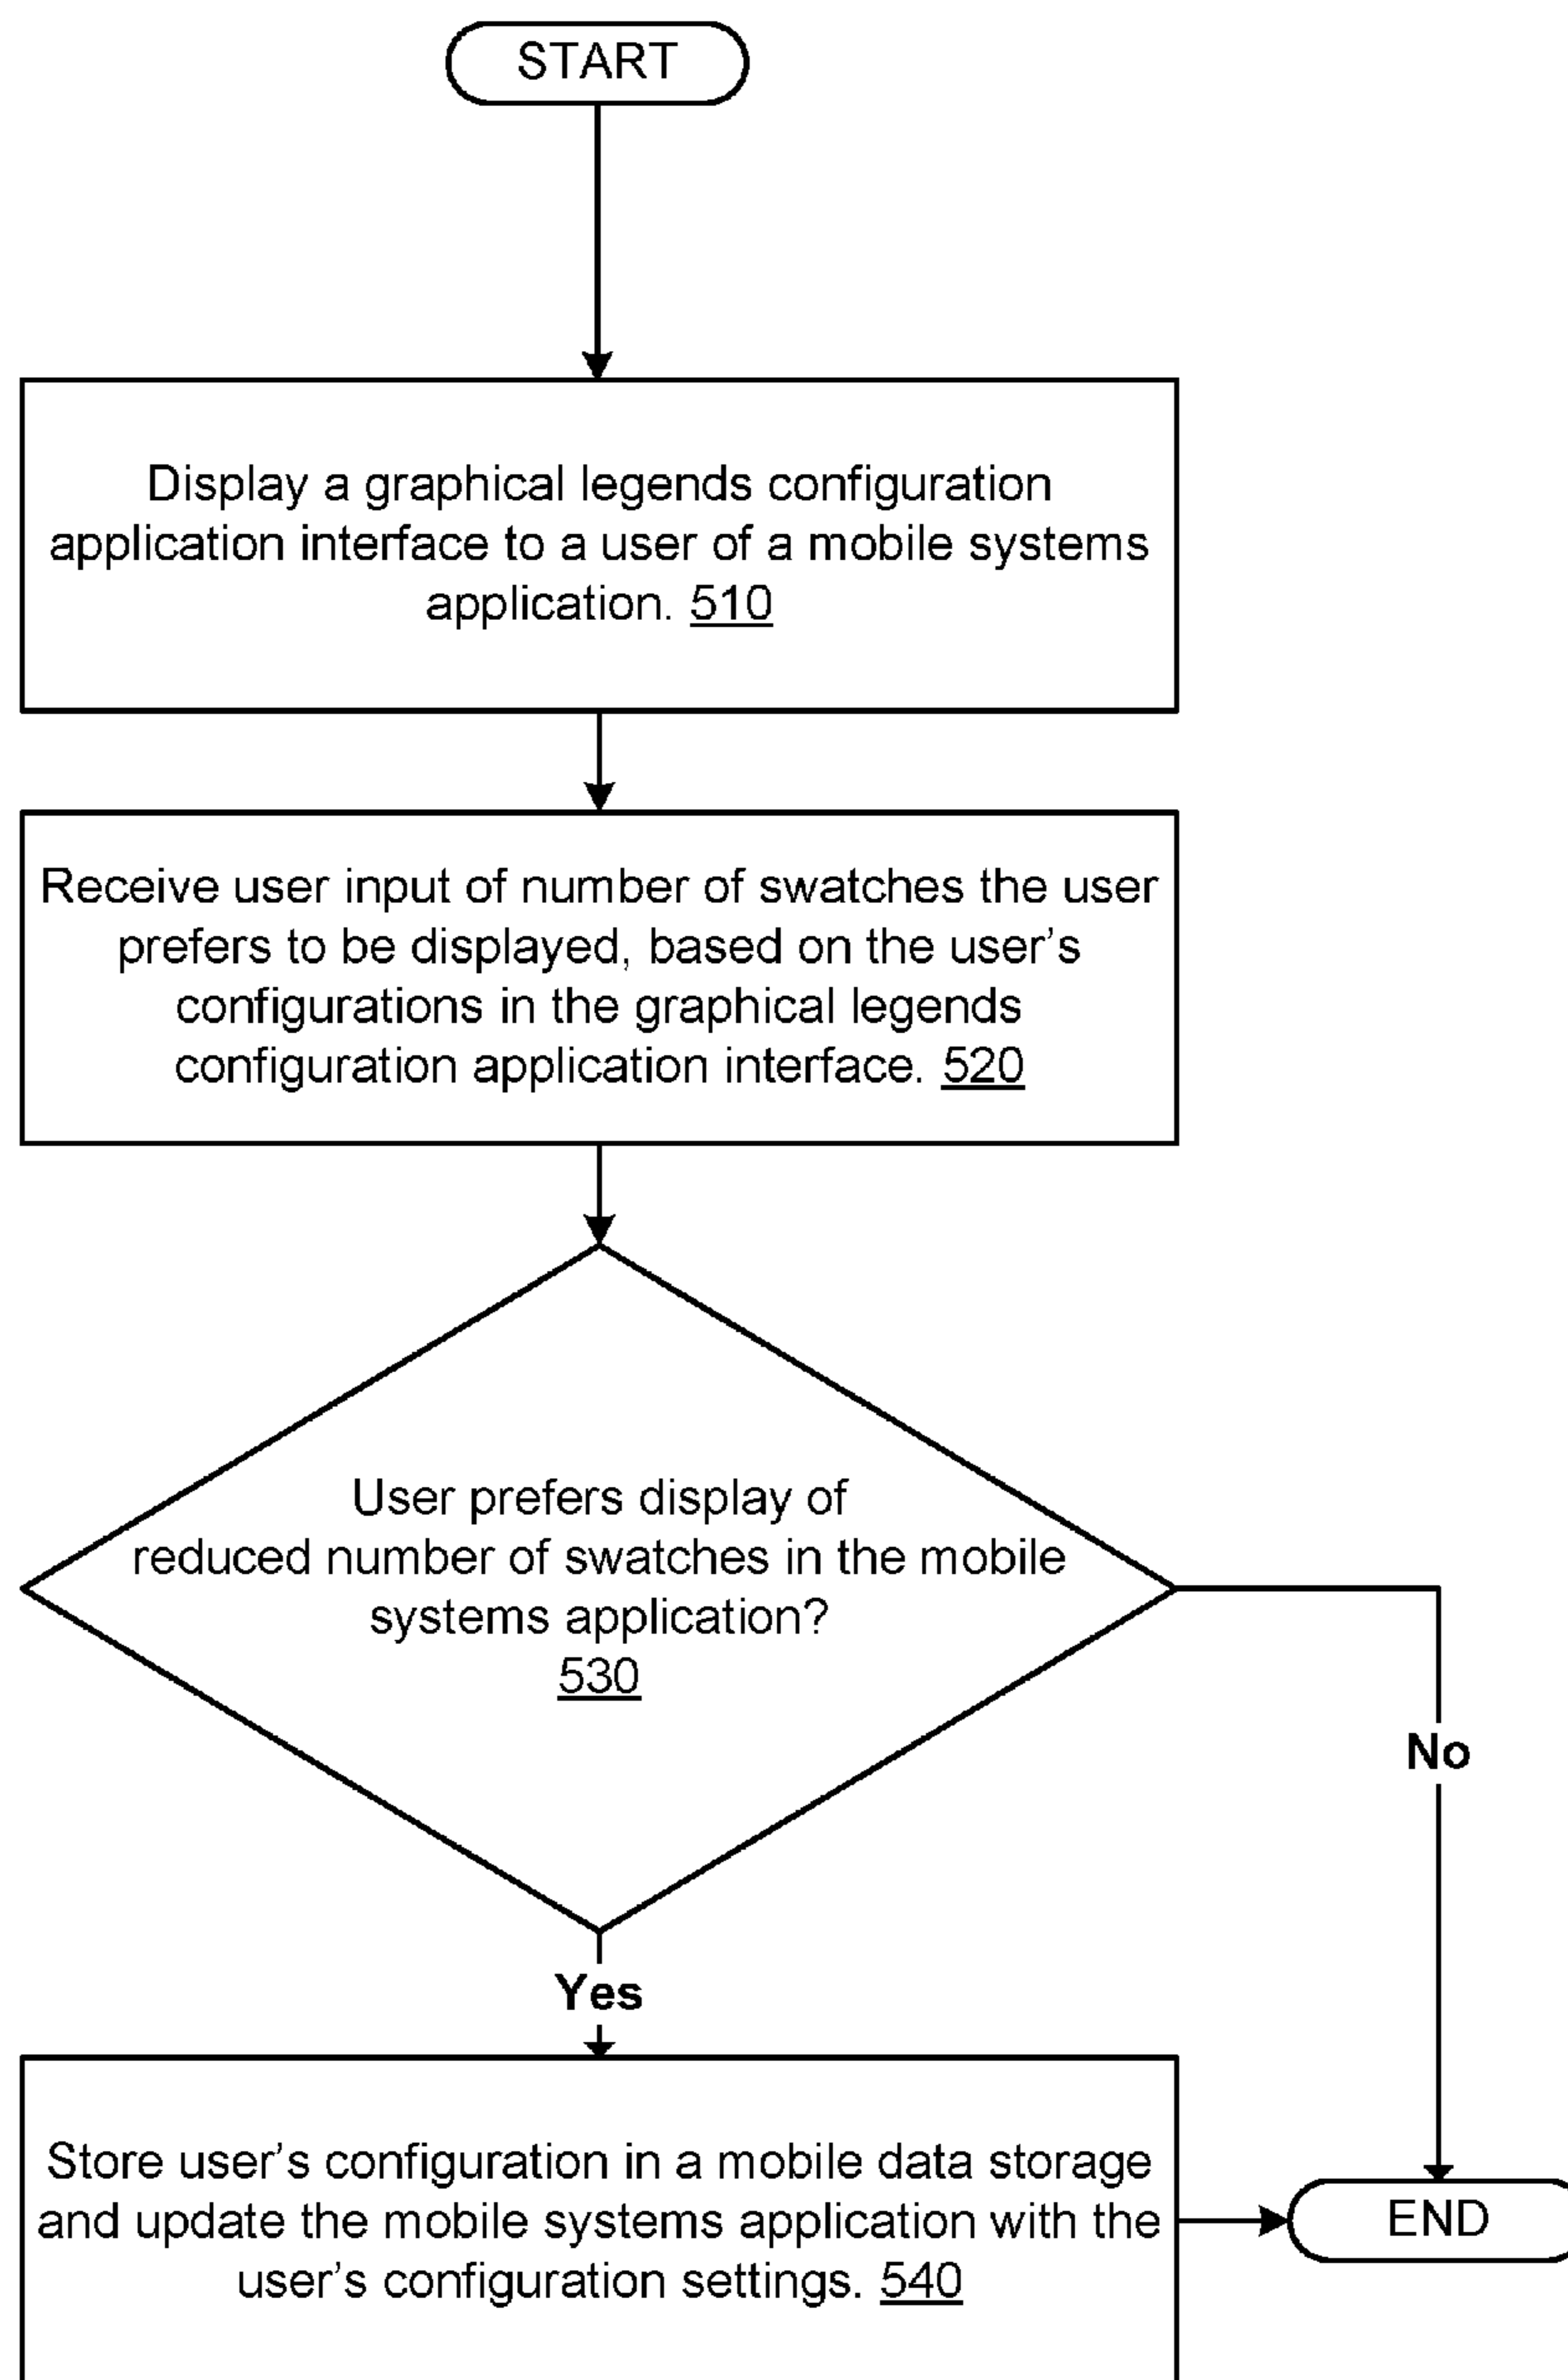 START
Display a graphical legends configuration
application interface to a user of a mobile systems
application. 510
Receive user input of number of swatches the user
prefers to be displayed, based on the user's
configurations in the graphical legends
configuration application interface. 520
User prefers display of
reduced number of swatches in the mobile
systems application?
530
No
Yes
Store user's configuration in a mobile data storage
and update the mobile systems application with the
user's configuration settings. 540
END